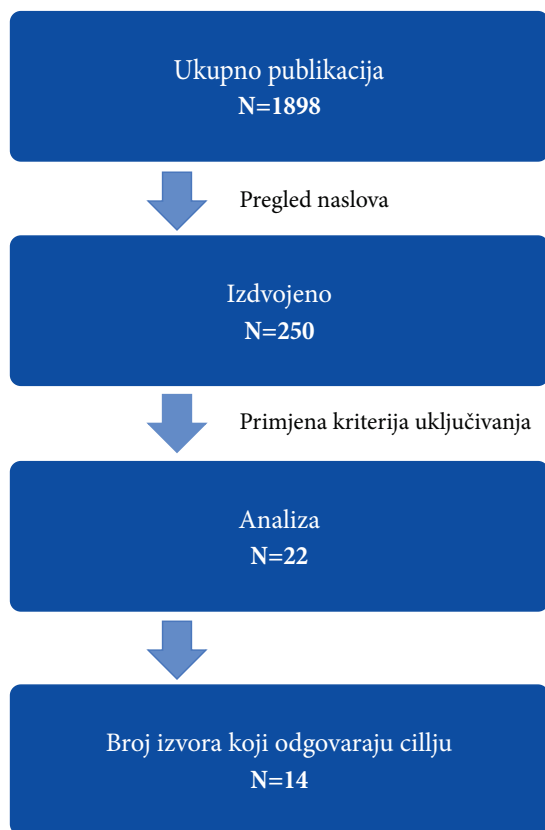 Ukupno publikacija
N=1898
Pregled naslova
Izdvojeno
N=250
Primjena kriterija uključivanja
Analiza
N=22
Broj izvora koji odgovaraju cillju
N=14